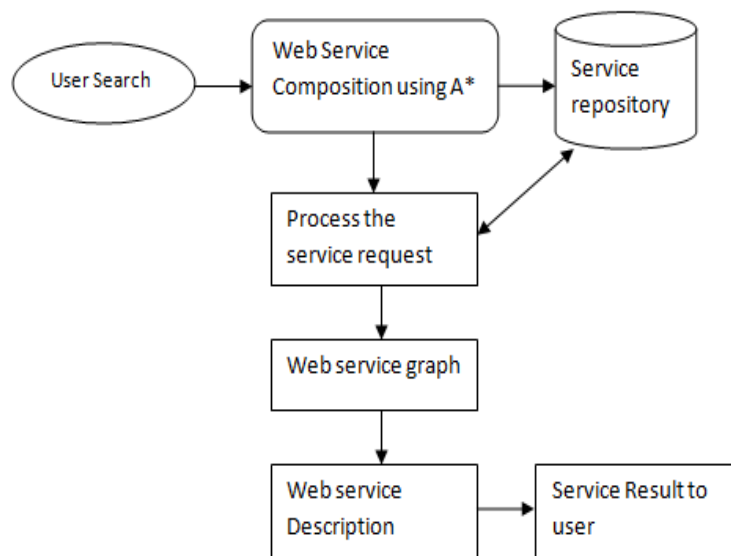 User Search
Web Service
Composition using A*
Service
repository
Process the
service request
Web service graph
Web service
Description
Service Result to
user